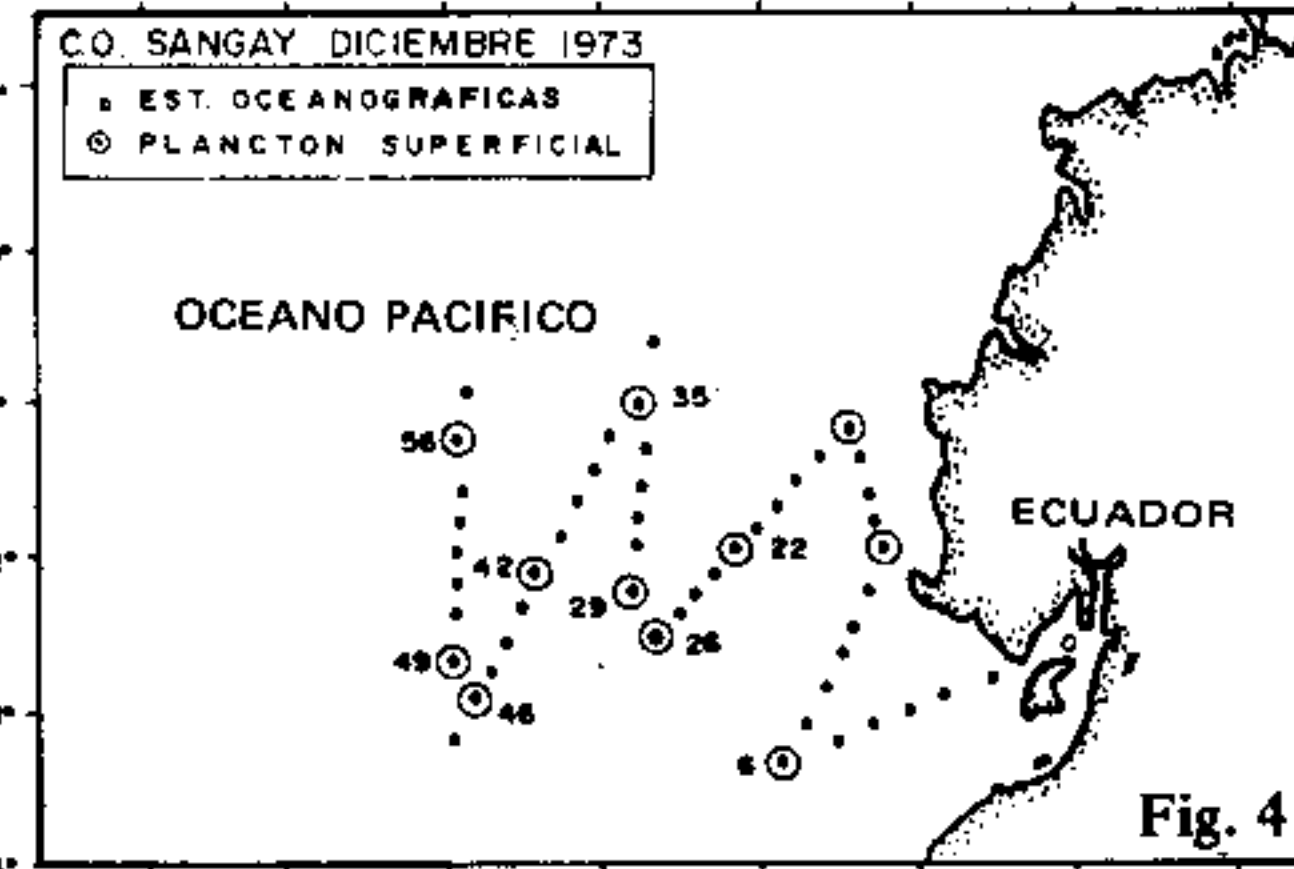 C.O. SANGAY DICIEMBRE 1973
EST. OCEANOGRAFICAS
PLANCTON SUPERFICIAL
OCEANO PACIFICO
35
56
ECUADOR
22
42
29
26
49
46
6
Fig. 4